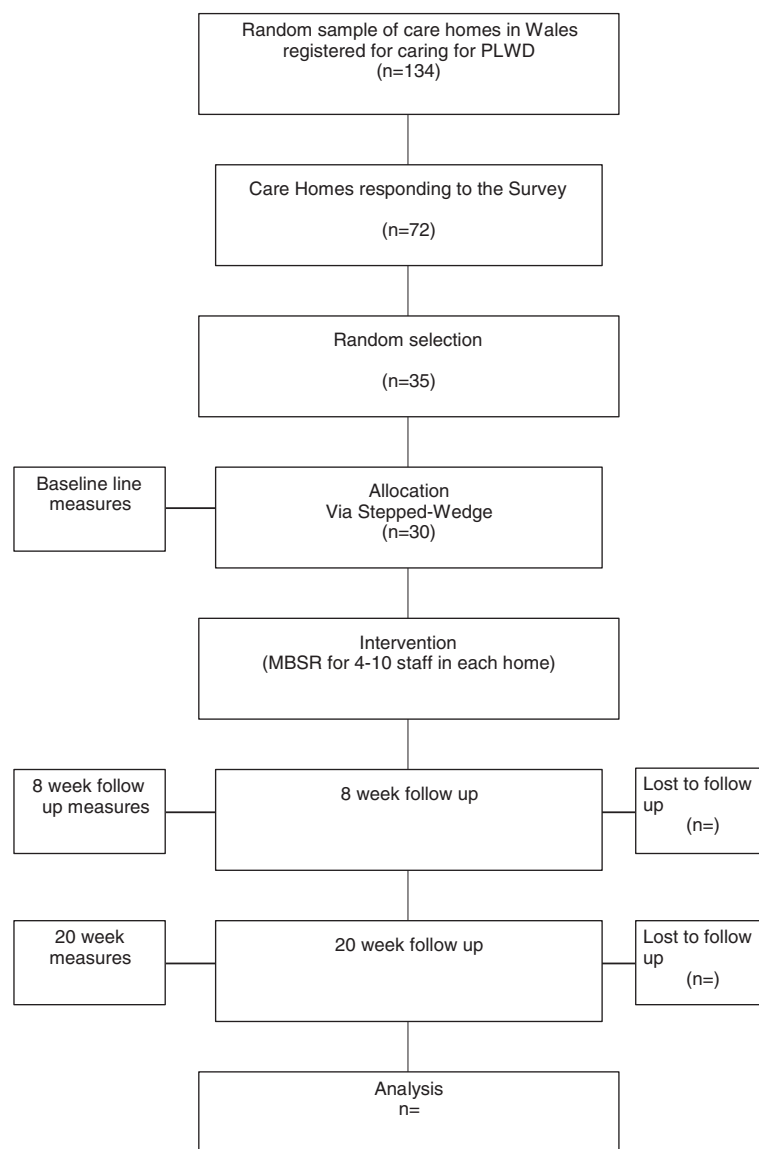 Random sample of care homes in Wales
registered for caring for PLWD
(n=134)
Care Homes responding to the Survey
(n=72)
Random selection
(n=35)
Baseline line
measures
Allocation
Via Stepped-Wedge
(n=30)
Intervention
(MBSR for 4-10 staff in each home)
8 week follow
up measures
8 week follow up
Lost to follow
up
(n=)
20 week
measures
20 week follow up
Lost to follow
up
(n=)
Analysis
n=